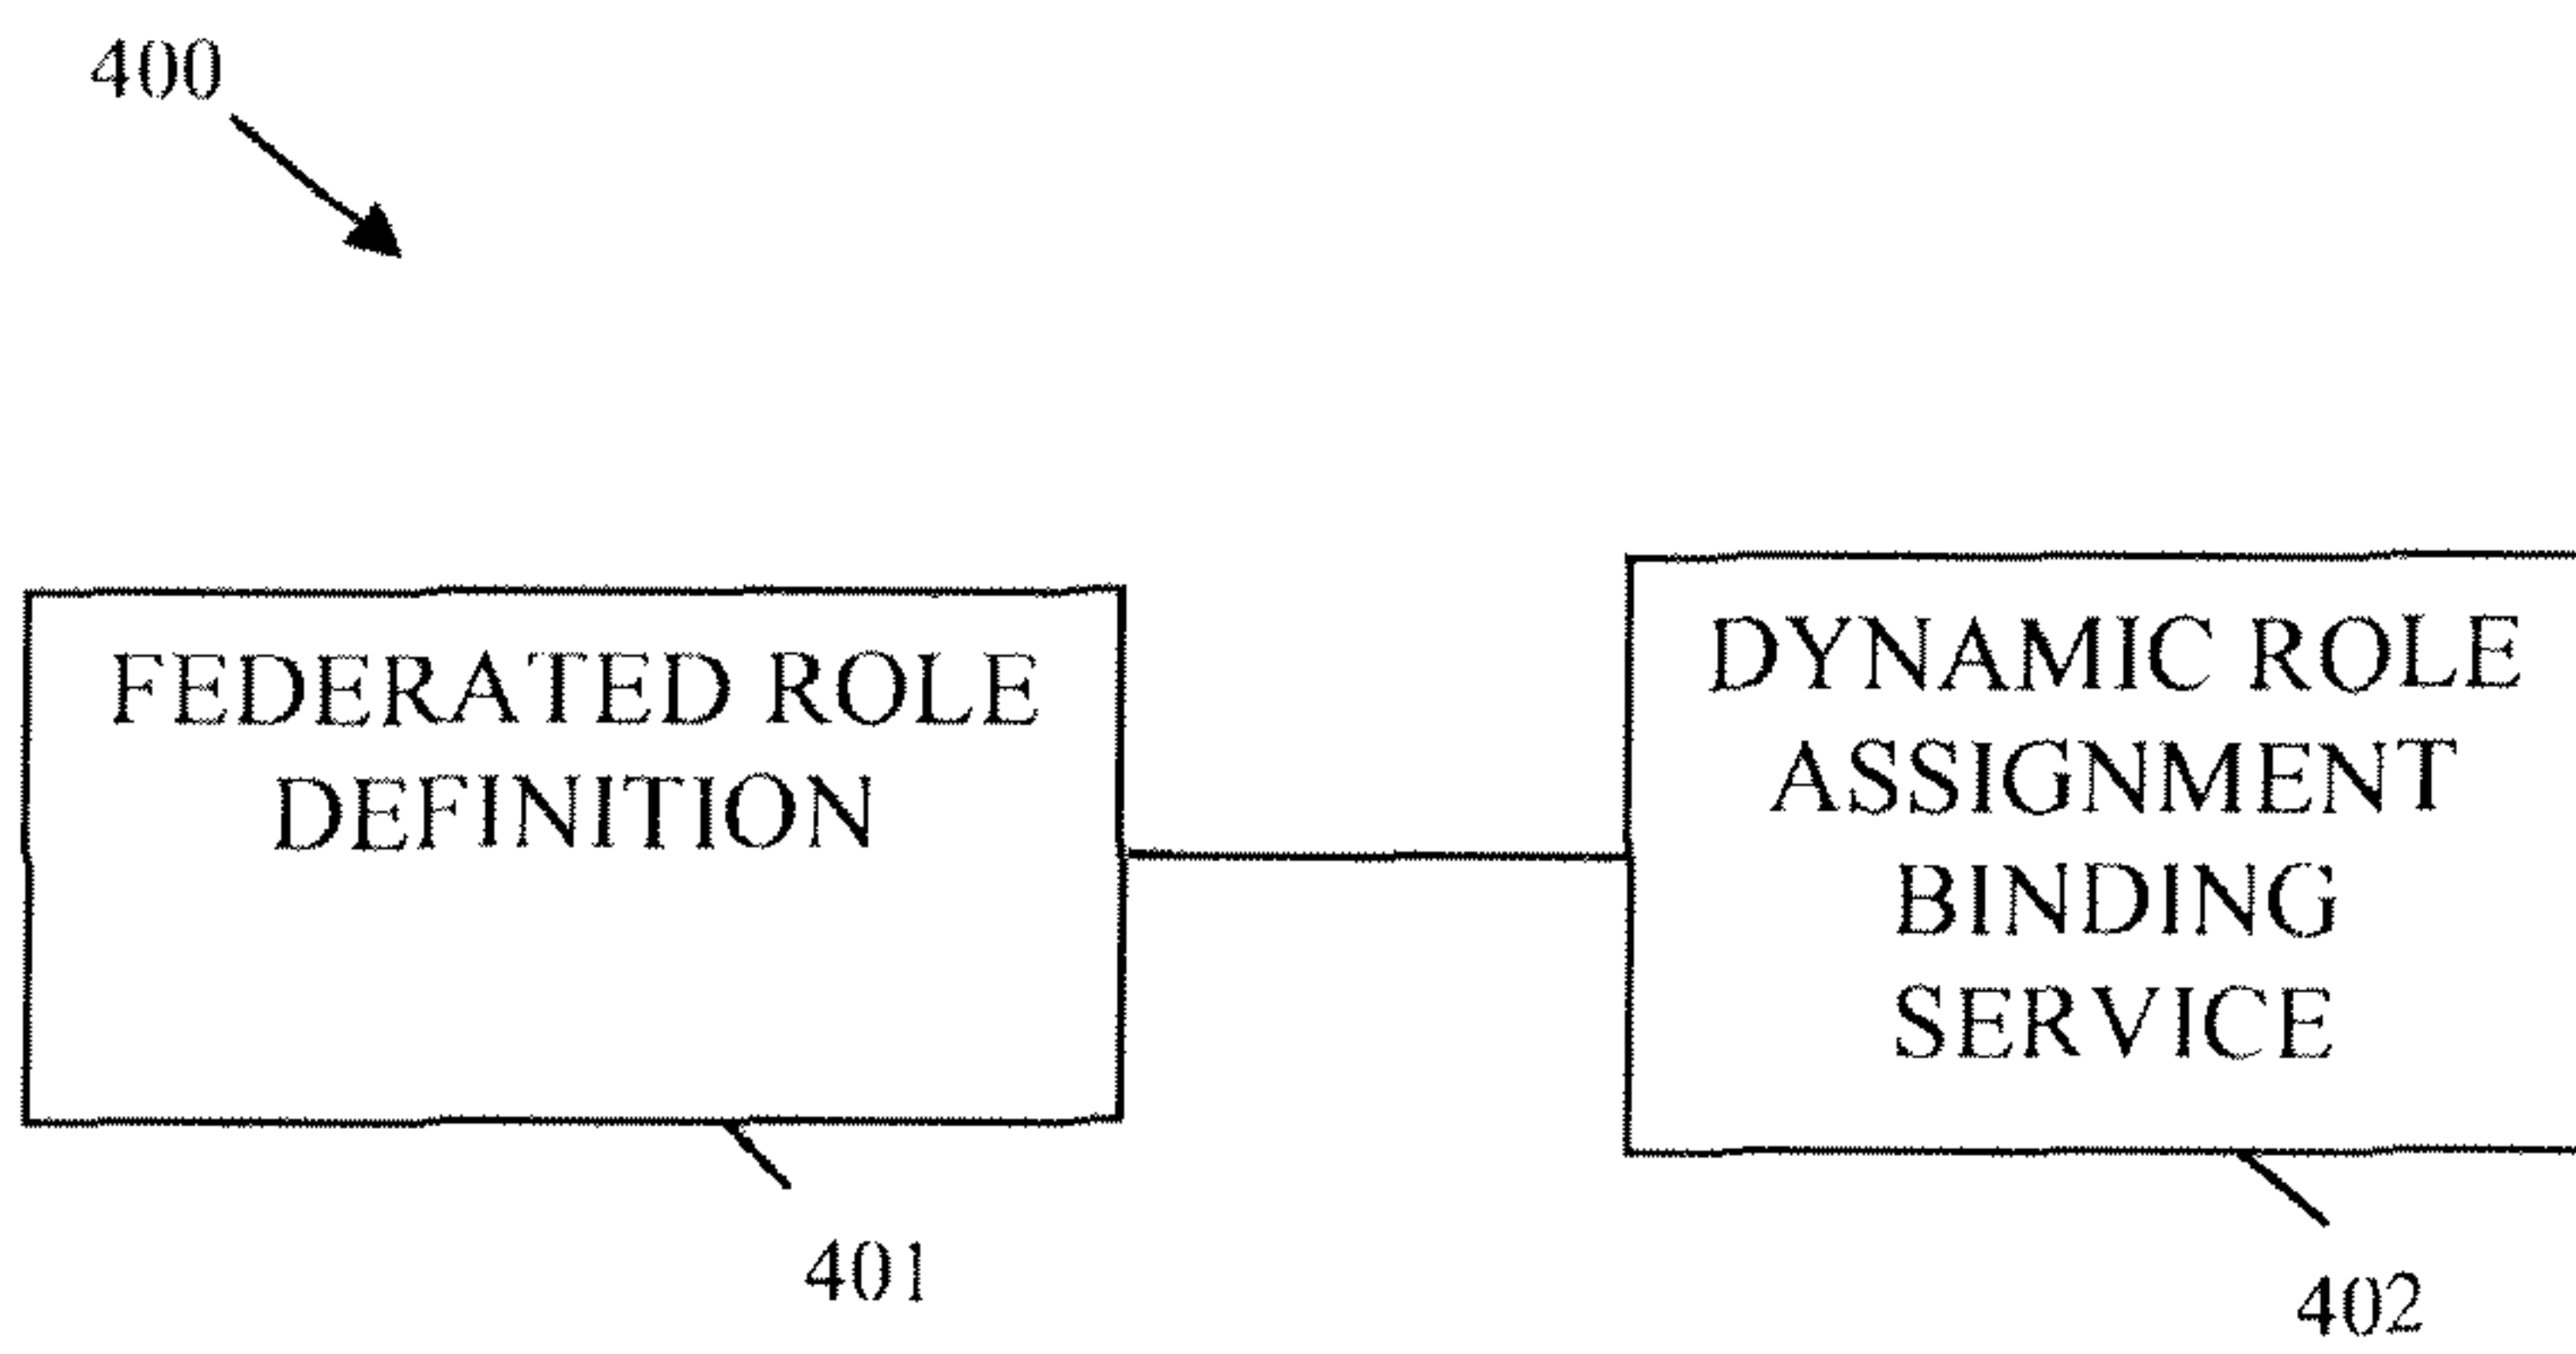 400
FEDERATED ROLE
DEFINITION
DYNAMIC ROLE
ASSIGNMENT
BINDING
SERVICE
401
402